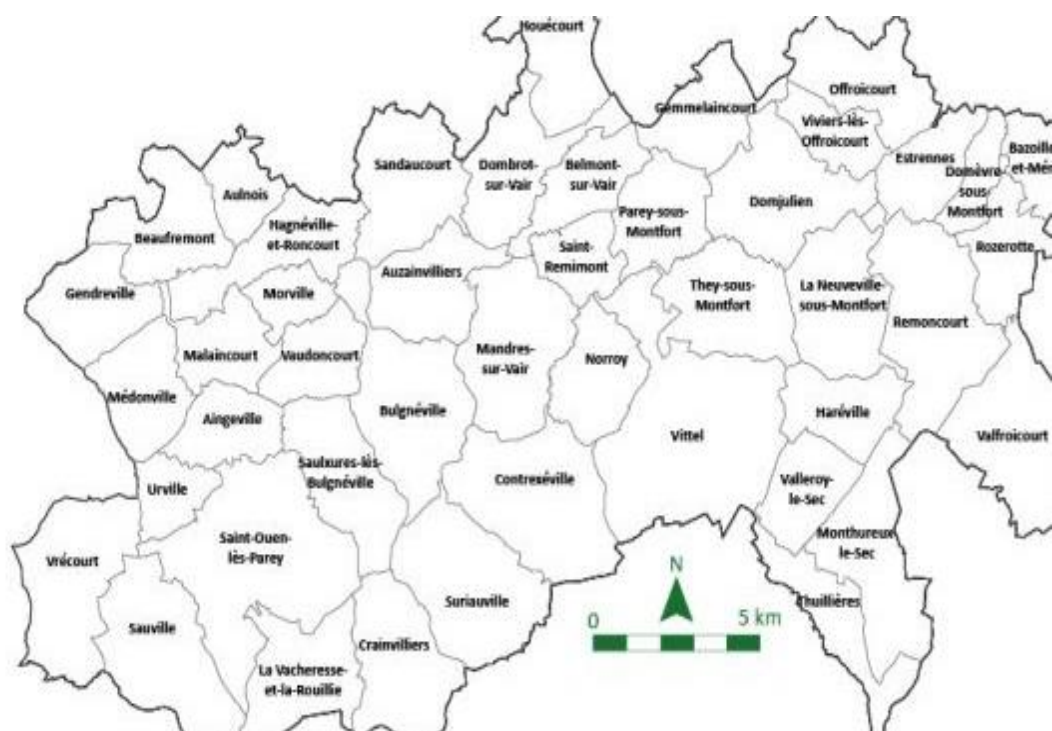 Houécourt
Gemmelaincourt
Offroicourt
Viviers-lès-
Offroicourt
Sandaucourt
Dombrot-
sur-Vair
Belmont-
sur-Vair
Estrennes
Domèvre-
sous-
Montfort
Aulnois
Hagnéville-
et-Roncourt
Beaufremont
Parey-sous-
Montfort
Domjulien
Saint-
Remimont
Rozerotte
Auzainvilliers
Gendreville
Morville
They-sous-
Montfort
La Neuveville-
sous-Montfort
Remoncourt
Malaincourt
Vaudoncourt
Mandres-
sur-Vair
Norroy
Médonville
Aingeville
Bulgnéville
Vittel
Haréville
Valfroicourt
Saulxures-lès-
Bulgnéville
Contrexéville
Valleroy-
le-Sec
Urville
Saint-Ouen-
lès-Parey
Monthureux
le-Sec
Vrécourt
Sauville
Suriauville
Thuillières
Crainvilliers
La Vacheresse-
et-la-Rouillie
N
0 5 km